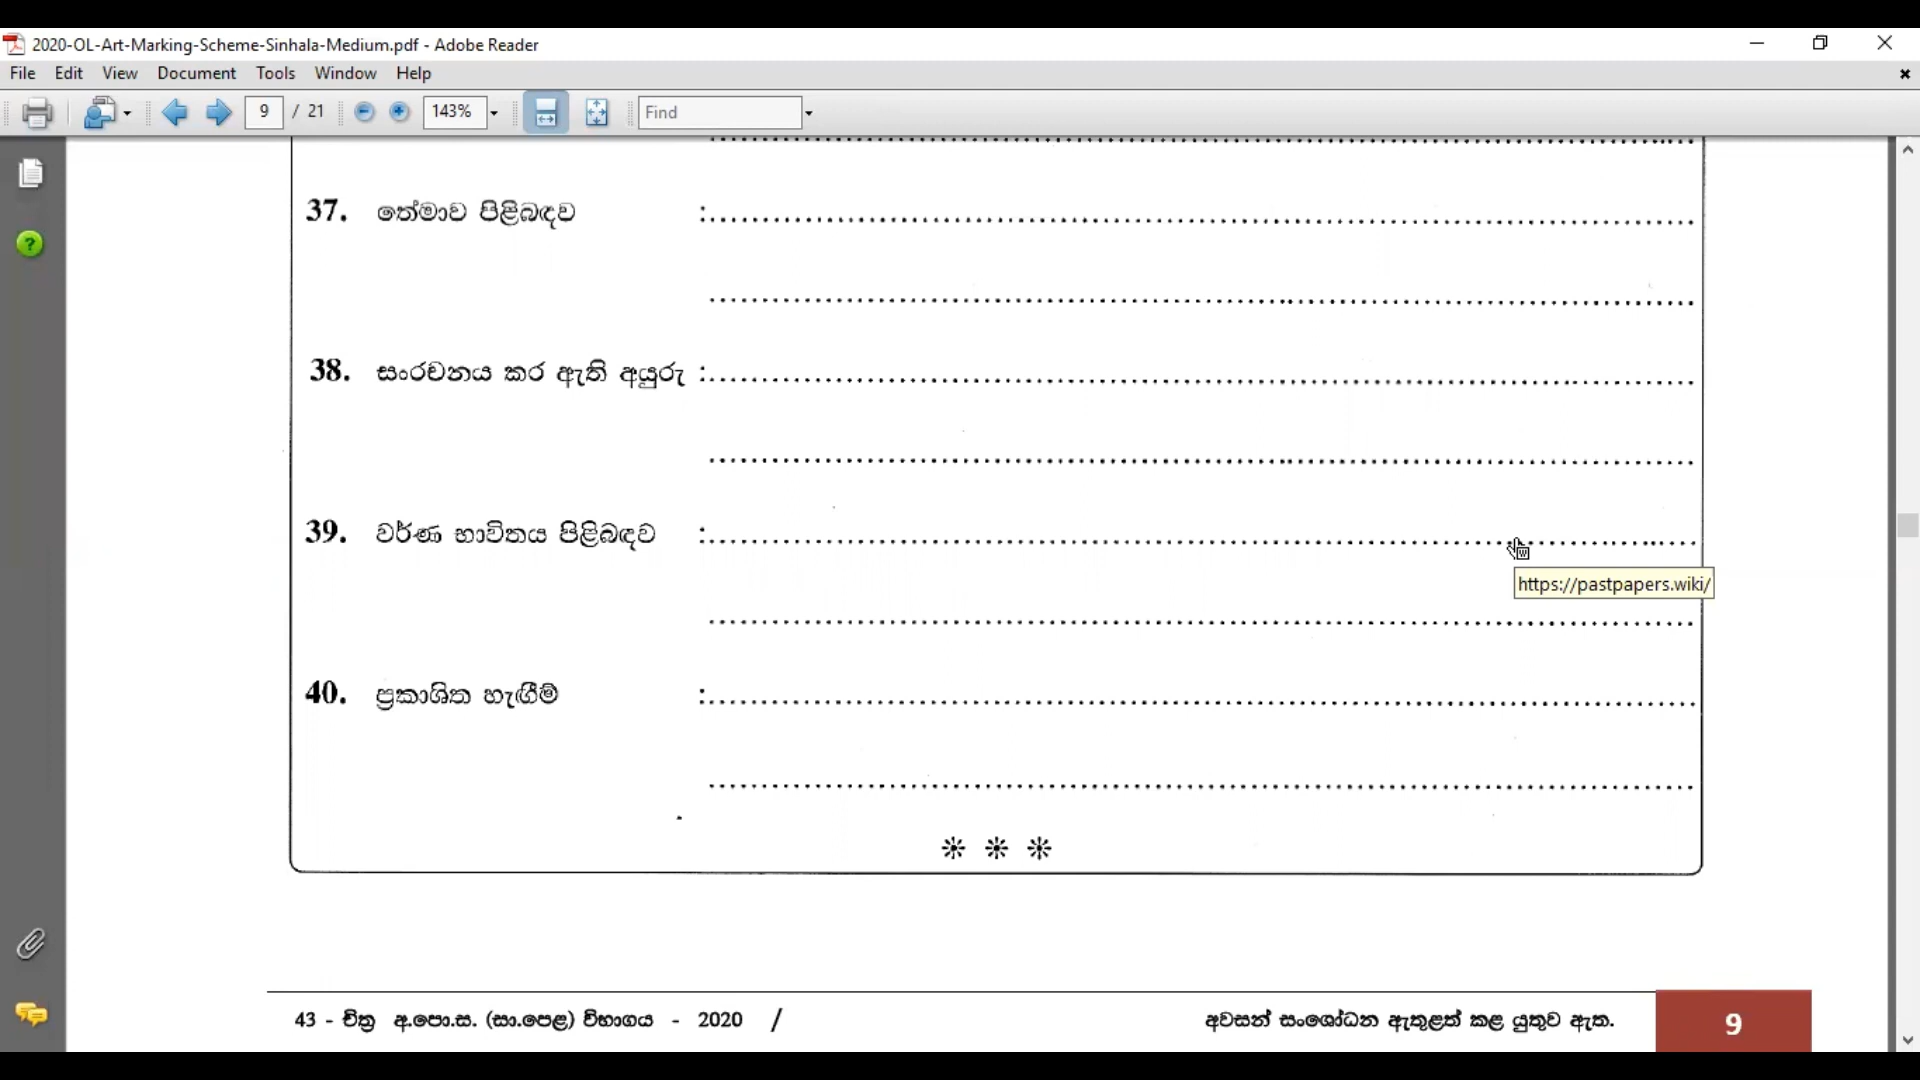 2020-OL-Art-Marking-Scheme-Sinhala-Medium.pdf - Adobe Reader
File Edit View Document Tools Window Help
9 / 21 143% Find
37. තේමාව පිළිබඳව :
38. සංරචනය කර ඇති අයුරු :
39. වර්ණ භාවිතය පිළිබඳව :
https://pastpapers.wiki/
40. ප්‍රකාශිත හැඟීම් :
43 - චිත්‍ර අ.පො.ස. (සා.පෙළ) විභාගය - 2020 / අවසන් සංශෝධන ඇතුළත් කළ යුතුව ඇත. 9